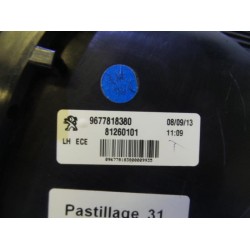 9677818380 08/09/13
81260101 11:09
LH ECE
Pastillage 31